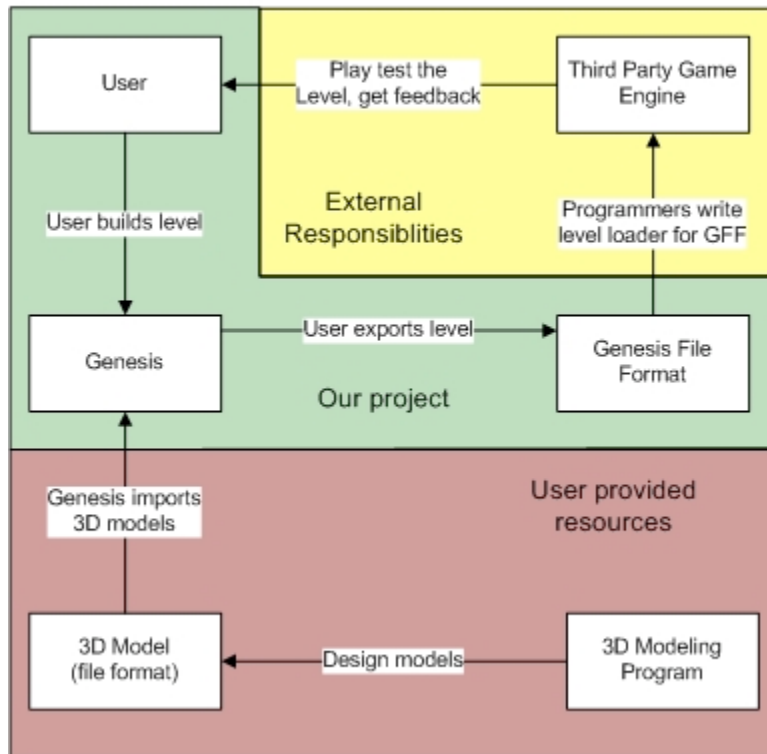 User
Play test the
Level, get feedback
Third Party Game
Engine
User builds level
External
Responsiblities
Programmers write
level loader for GFF
Genesis
User exports level
Genesis File
Format
Our project
Genesis imports
3D models
User provided
resources
3D Model
(file format)
Design models
3D Modeling
Program